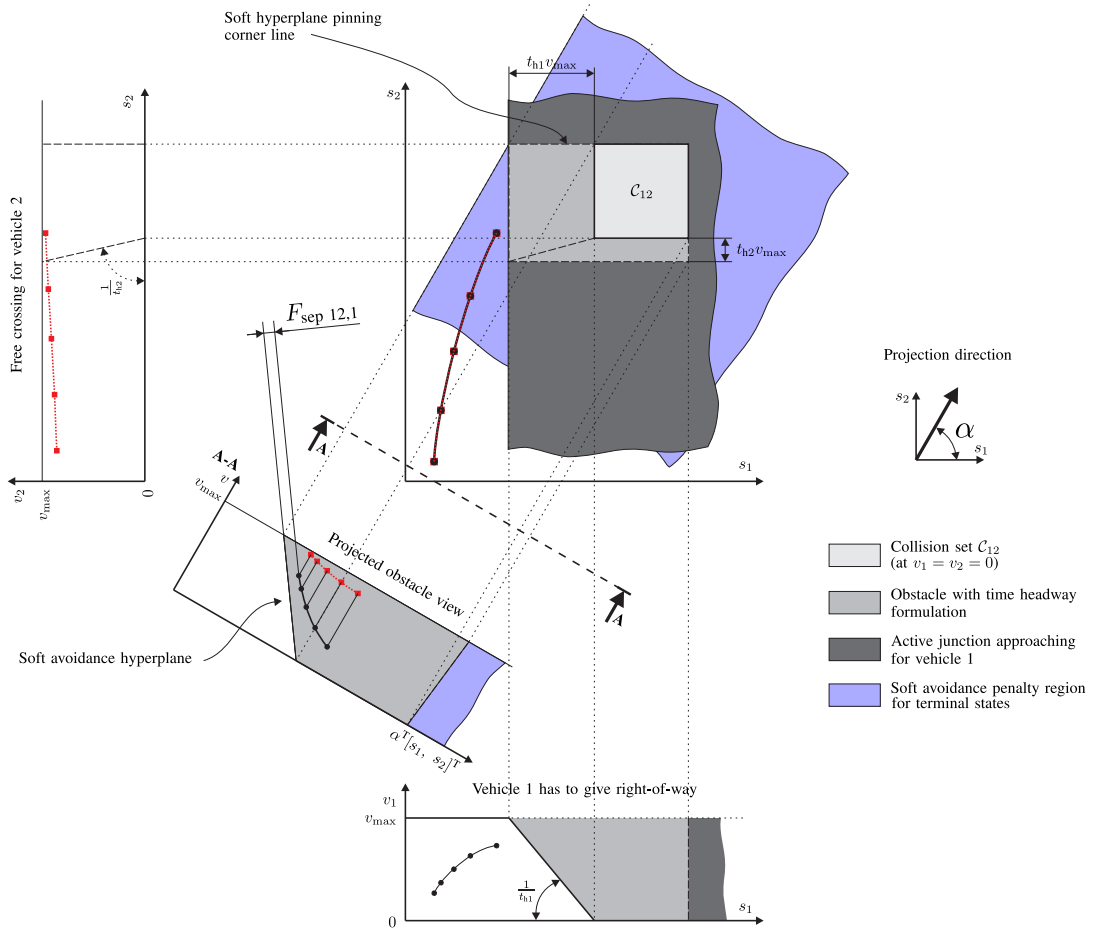 Soft hyperplane pinning
corner line
t_h1 v_max
s_2
s_2
C_12
t_h2 v_max
Free crossing for vehicle 2
1/t_h2
F_sep 12,1
Projection direction
s_2
α
s_1
A
A-A
v
v_max
s_1
v_2
v_max
0
Projected obstacle view
Collision set C_12
(at v_1 = v_2 = 0)
Obstacle with time headway
formulation
A
Active junction approaching
for vehicle 1
Soft avoidance hyperplane
Soft avoidance penalty region
for terminal states
α^T[s_1, s_2]^T
Vehicle 1 has to give right-of-way
v_1
v_max
1/t_h1
0
s_1